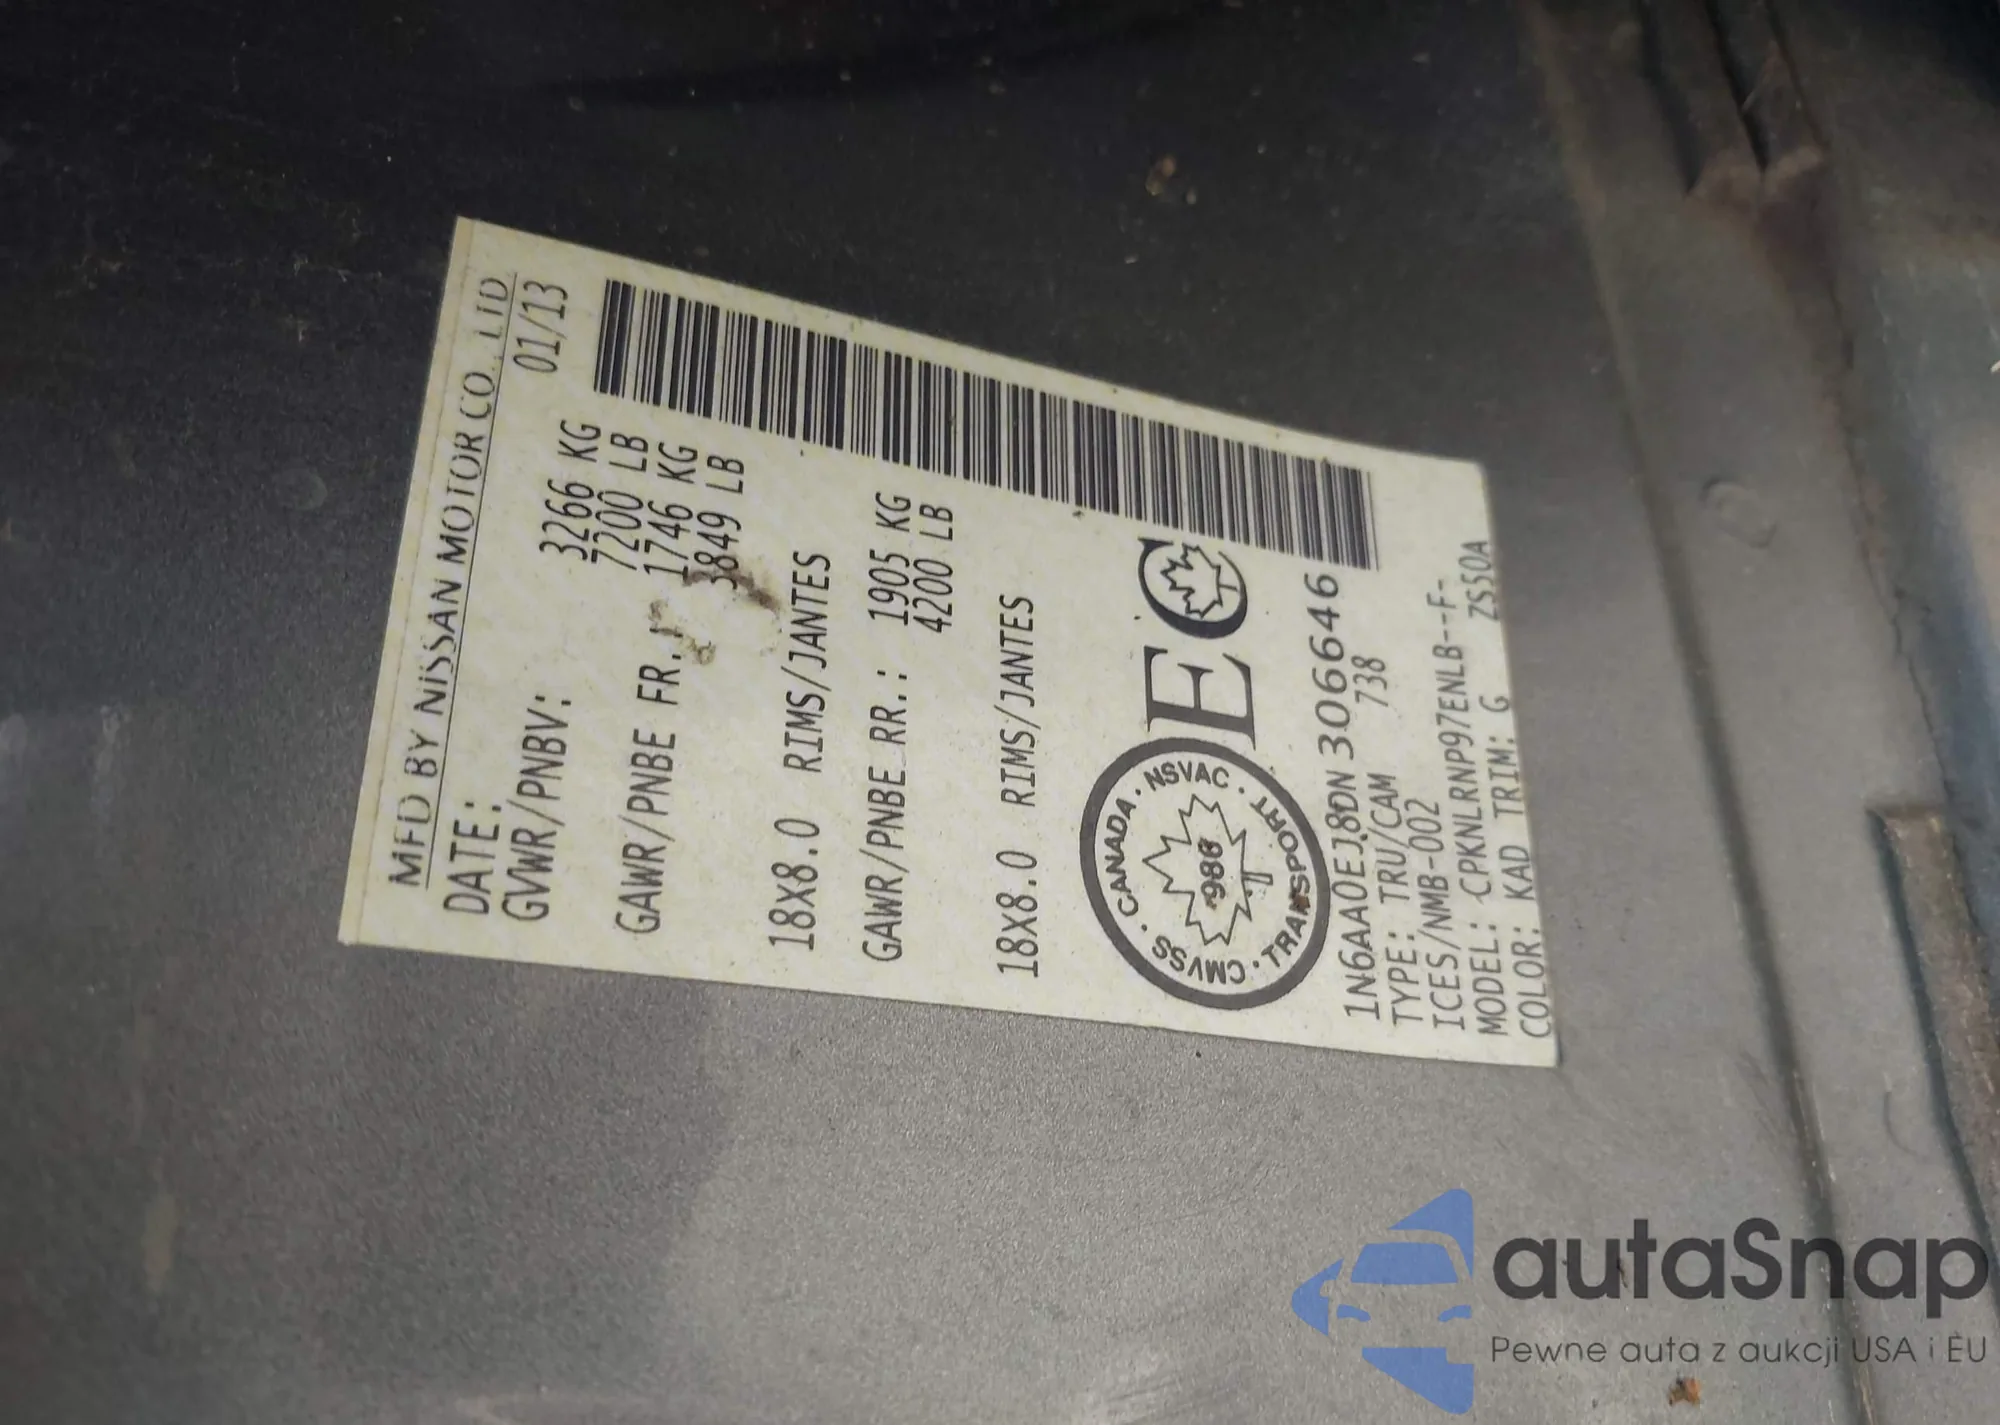 MFD BY NISSAN MOTOR CO., LTD.
DATE: 01/13
GVWR/PNBV: 3266 KG
7200 LB
GAWR/PNBE FR.: 1746 KG
3849 LB
18X8.0 RIMS/JANTES
GAWR/PNBE RR.: 1905 KG
4200 LB
18X8.0 RIMS/JANTES
CANADA · NSVAC · TRANSPORT · CMVSS ·
EC
1N6AA0EJ8DN 306646
TYPE: TRU/CAM 738
ICES/NMB-002
MODEL: CPKNLRNP97ENLB--F-
COLOR: KAD TRIM: G ZS50A
autaSnap
Pewne auta z aukcji USA i EU